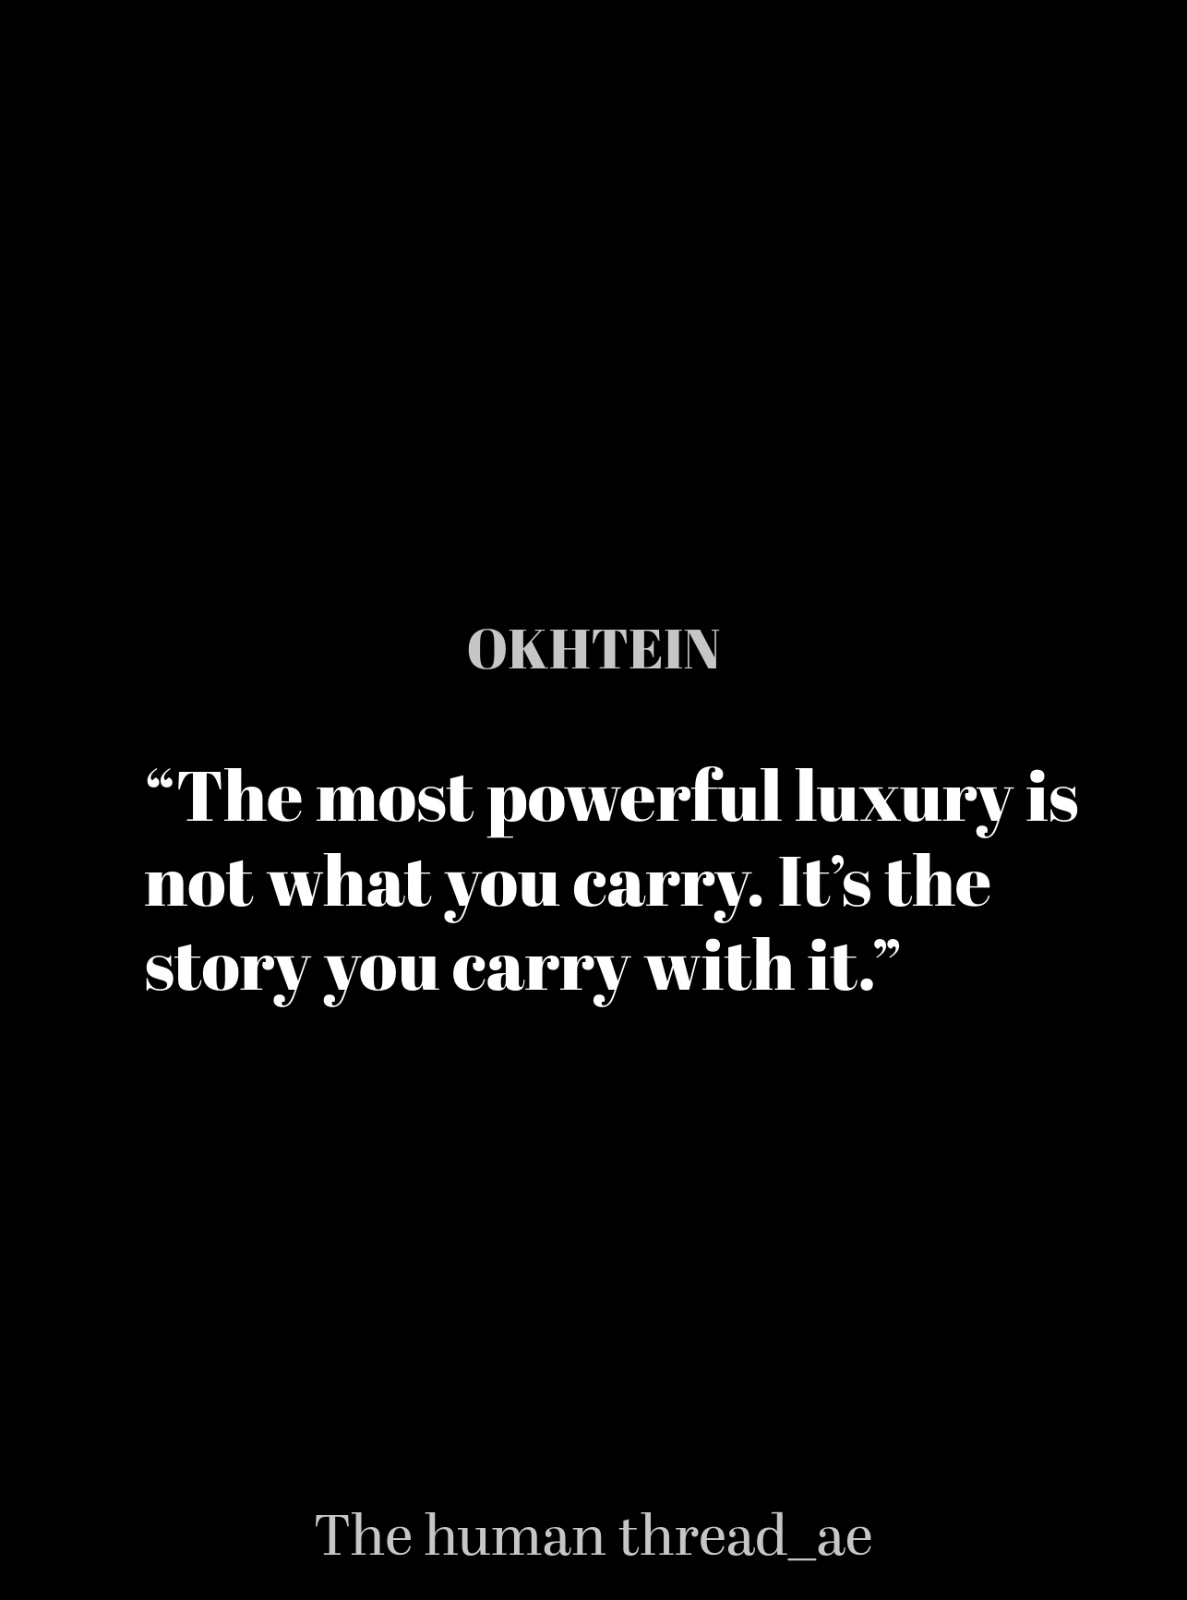 OKHTEIN
“The most powerful luxury is
not what you carry. It’s the
story you carry with it.”
The human thread_ae